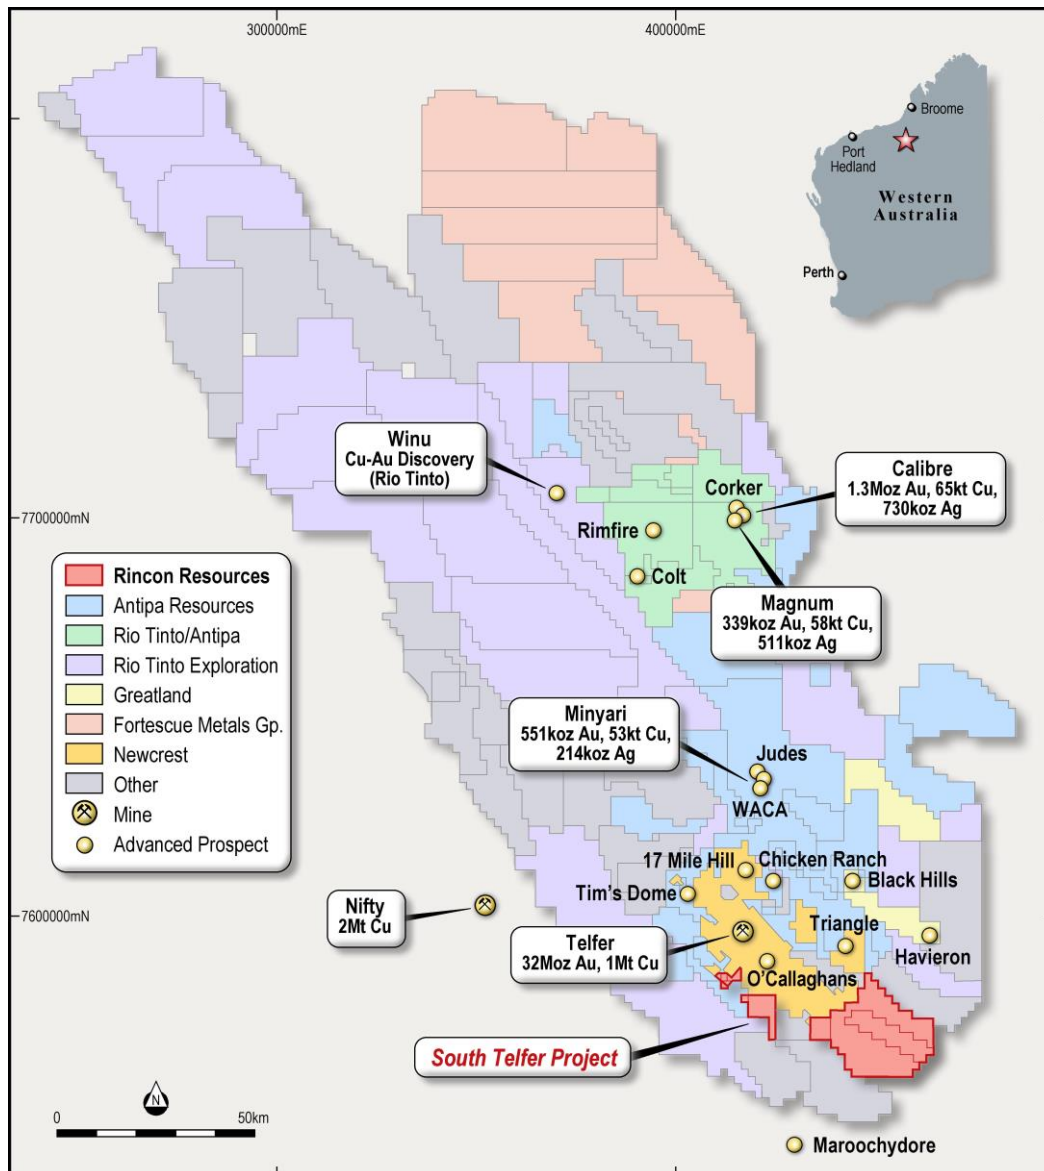 300000mE
400000mE
Broome
Port
Hedland
Western
Australia
Perth
Winu
Cu-Au Discovery
(Rio Tinto)
Corker
Calibre
1.3Moz Au, 65kt Cu,
730koz Ag
7700000mN
Rimfire
Colt
Magnum
339koz Au, 58kt Cu,
511koz Ag
Rincon Resources
Antipa Resources
Rio Tinto/Antipa
Rio Tinto Exploration
Greatland
Fortescue Metals Gp.
Newcrest
Other
Mine
Advanced Prospect
Minyari
551koz Au, 53kt Cu,
214koz Ag
Judes
WACA
17 Mile Hill
Chicken Ranch
Tim's Dome
Black Hills
Nifty
2Mt Cu
7600000mN
Telfer
32Moz Au, 1Mt Cu
Triangle
Havieron
O'Callaghans
South Telfer Project
N
0
50km
Maroochydore